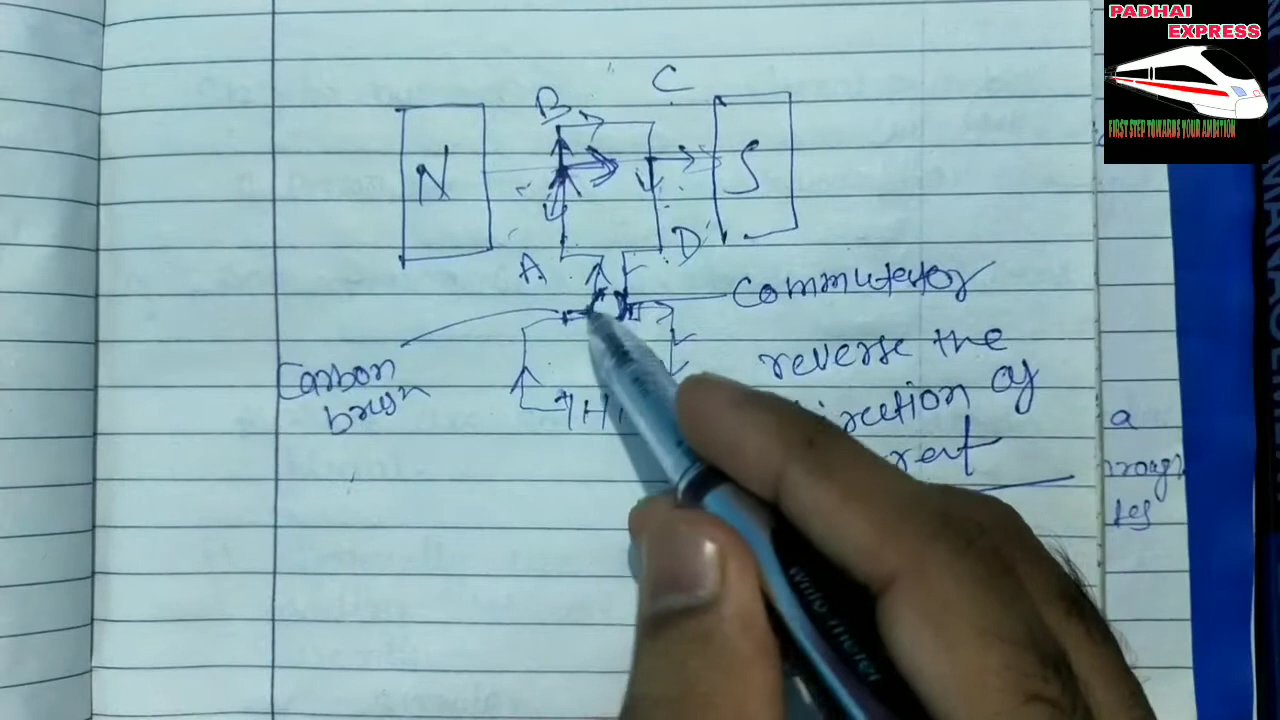 PADHAI
EXPRESS
FIRST STEP TOWARDS YOUR AMBITION
C
B
N
S
A
D
Commutator
Carbon
brush
reverse the
direction of
a